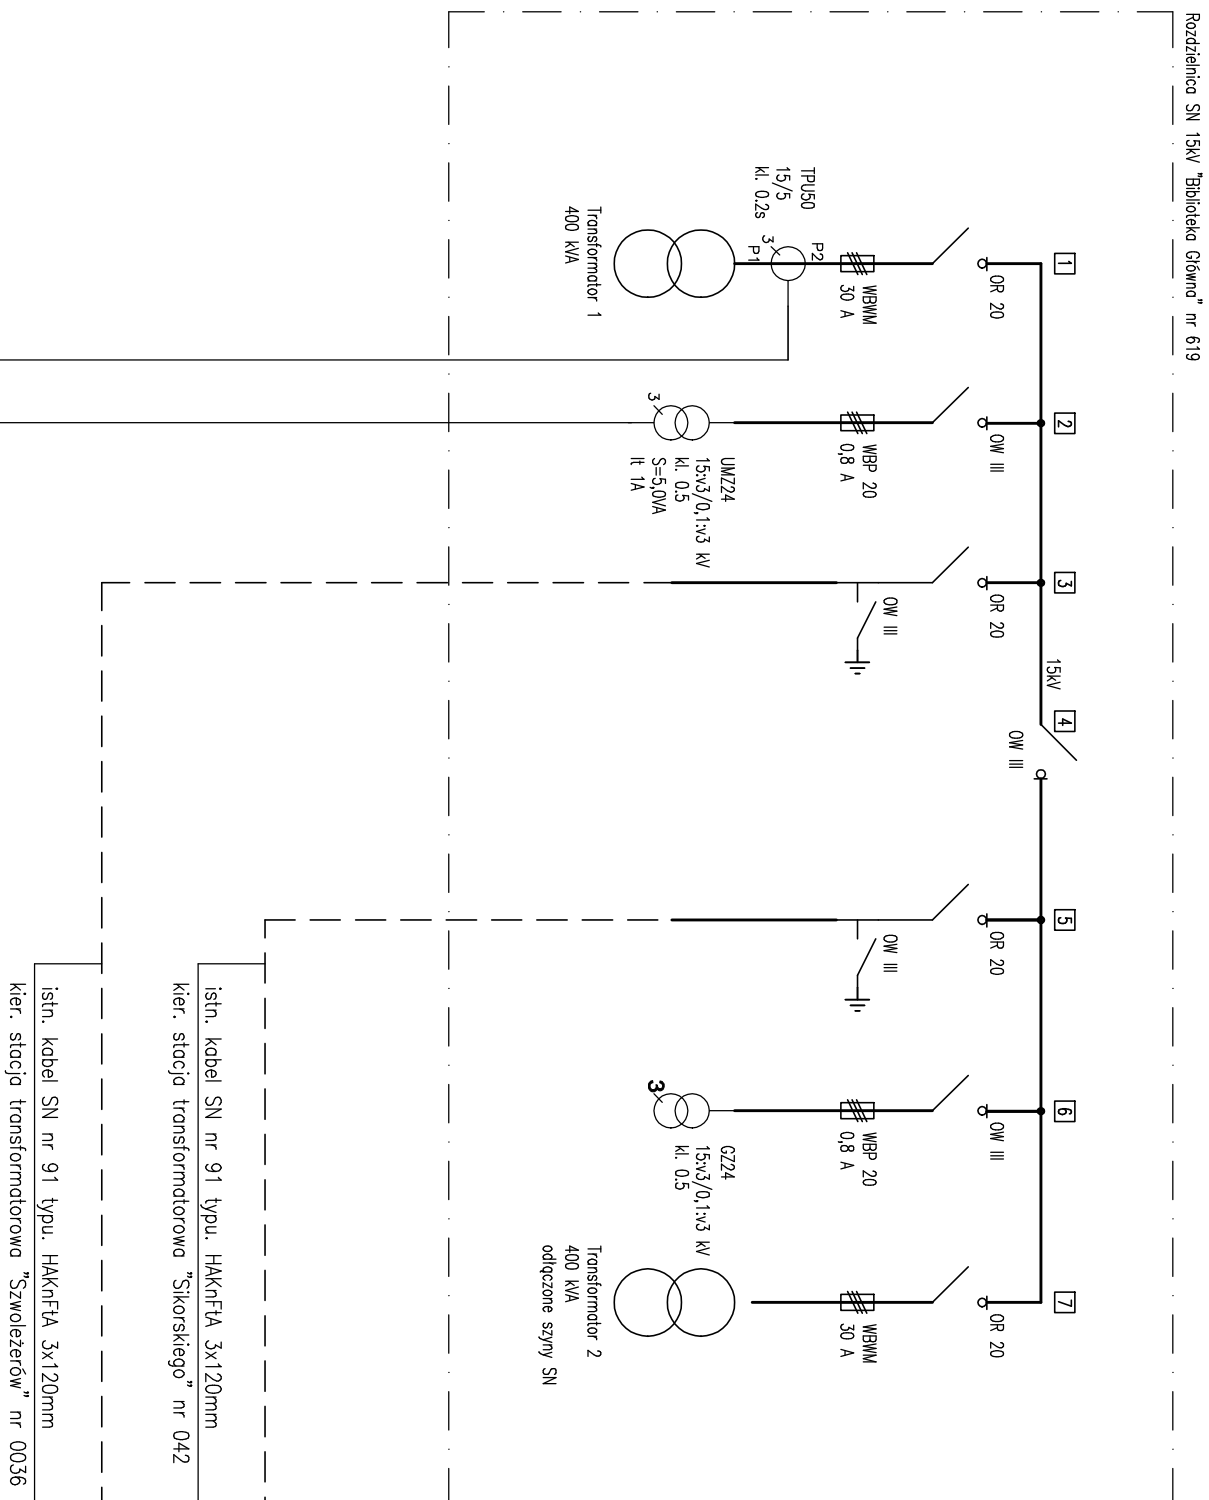 Rozdzielnica SN 15kV "Biblioteka Główna" nr 619
1
OR 20
WBWM
30 A
P2
3
P1
TPU50
15/5
kl. 0.2s
Transformator 1
400 kVA
2
OW III
WBP 20
0,8 A
3
UMZ24
15:v3/0,1:v3 kV
kl. 0.5
S=5,0VA
It 1A
3
OR 20
OW III
15kV
4
OW III
5
OR 20
OW III
6
OW III
WBP 20
0,8 A
3
GZ24
15:v3/0,1:v3 kV
kl. 0.5
7
OR 20
WBWM
30 A
Transformator 2
400 kVA
odłączone szyny SN
istn. kabel SN nr 91 typu. HAKnFtA 3x120mm
kier. stacja transformatorowa "Sikorskiego" nr 042
istn. kabel SN nr 91 typu. HAKnFtA 3x120mm
kier. stacja transformatorowa "Szwoleżerów" nr 0036